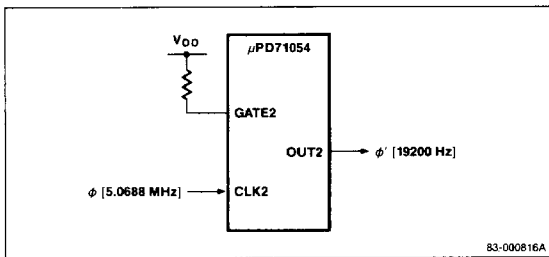 VDD
μPD71054
GATE2
OUT2
φ' [19200 Hz]
φ [5.0688 MHz]
CLK2
83-000816A